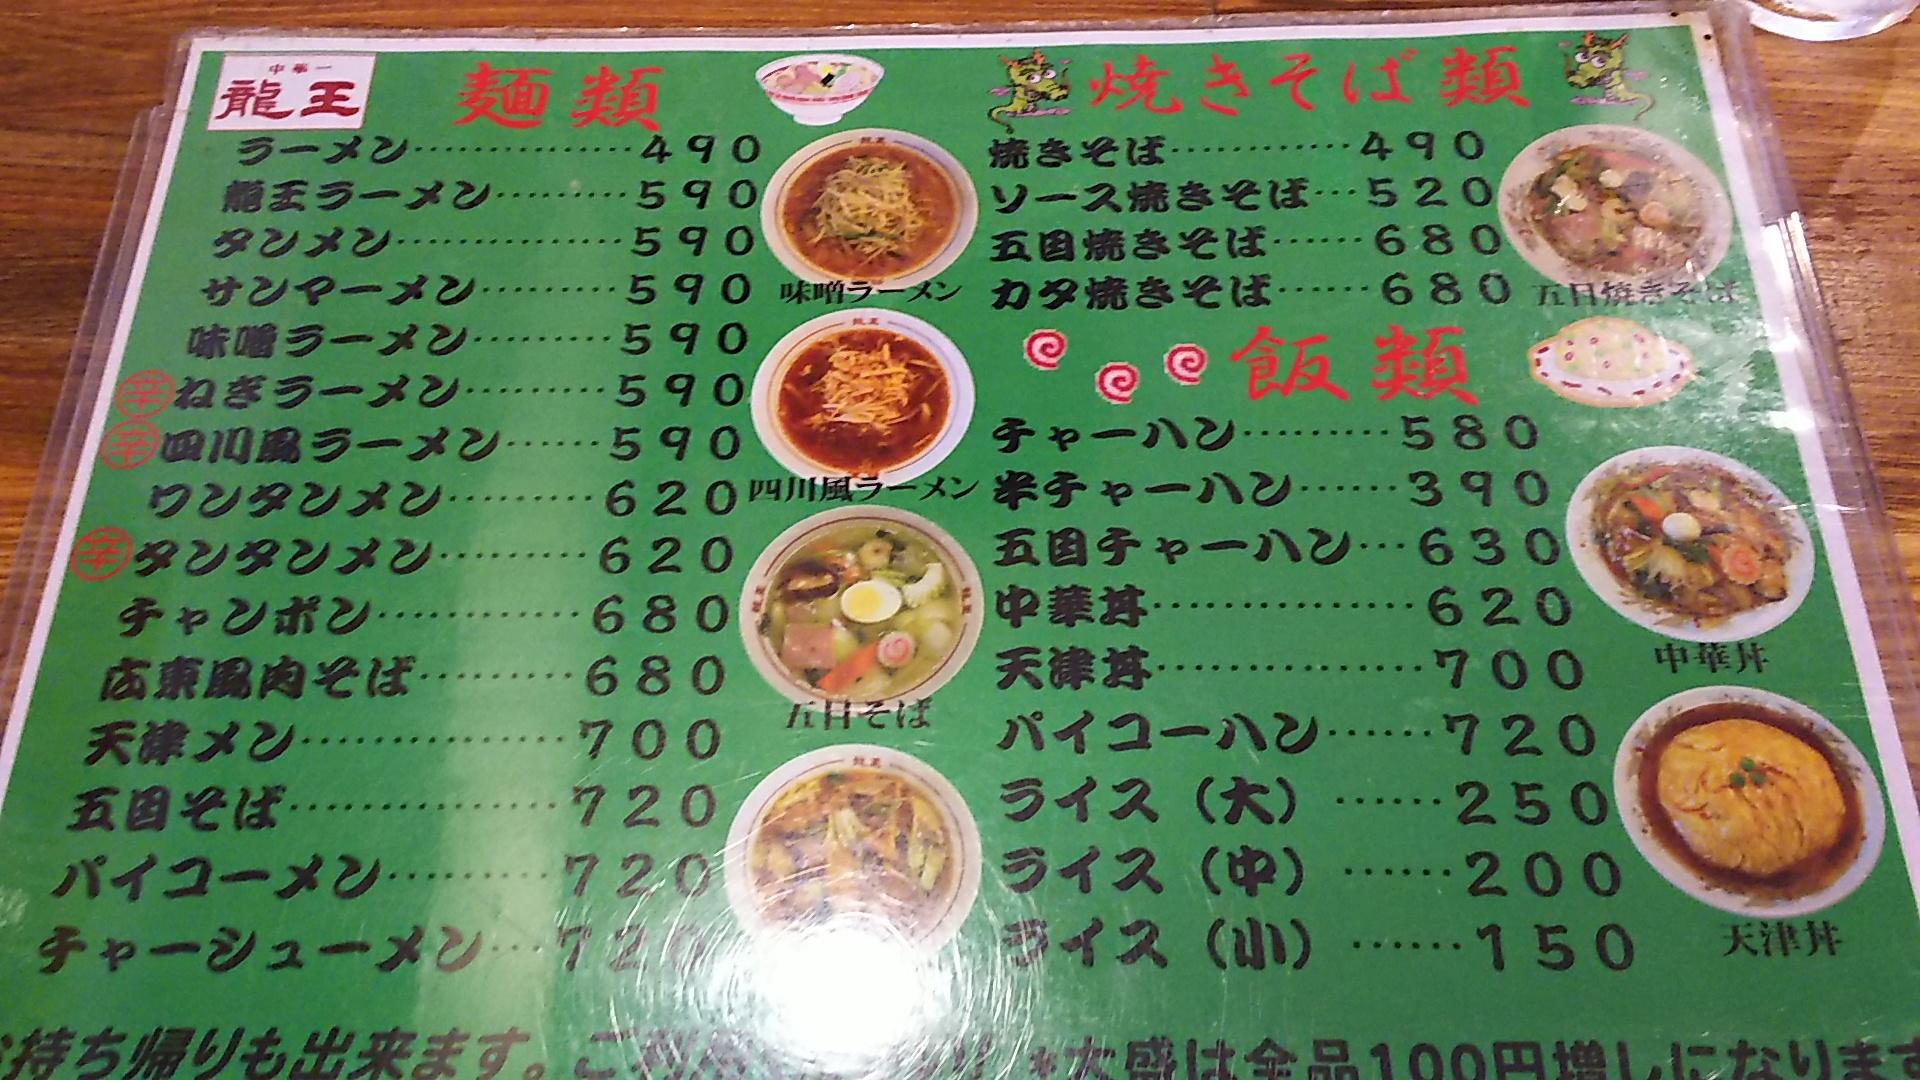 中華一
龍王
麺類
ラーメン……………490
龍王ラーメン………590
タンメン……………590
サンマーメン………590
味噌ラーメン………590
辛ねぎラーメン………590
辛四川風ラーメン……590
ワンタンメン………620
辛タンタンメン………620
チャンポン…………680
広東風肉そば………680
天津メン……………700
五目そば……………720
パイコーメン………720
チャーシューメン…720
味噌ラーメン
四川風ラーメン
五目そば
焼きそば類
焼きそば…………490
ソース焼きそば…520
五目焼きそば……680
カタ焼きそば……680
五目焼きそば
飯類
チャーハン………580
半チャーハン……390
五目チャーハン…630
中華丼……………620
天津丼……………700
パイコーハン……720
ライス（大）……250
ライス（中）……200
ライス（小）……150
中華丼
天津丼
お持ち帰りも出来ます。
*大盛は全品100円増しになります